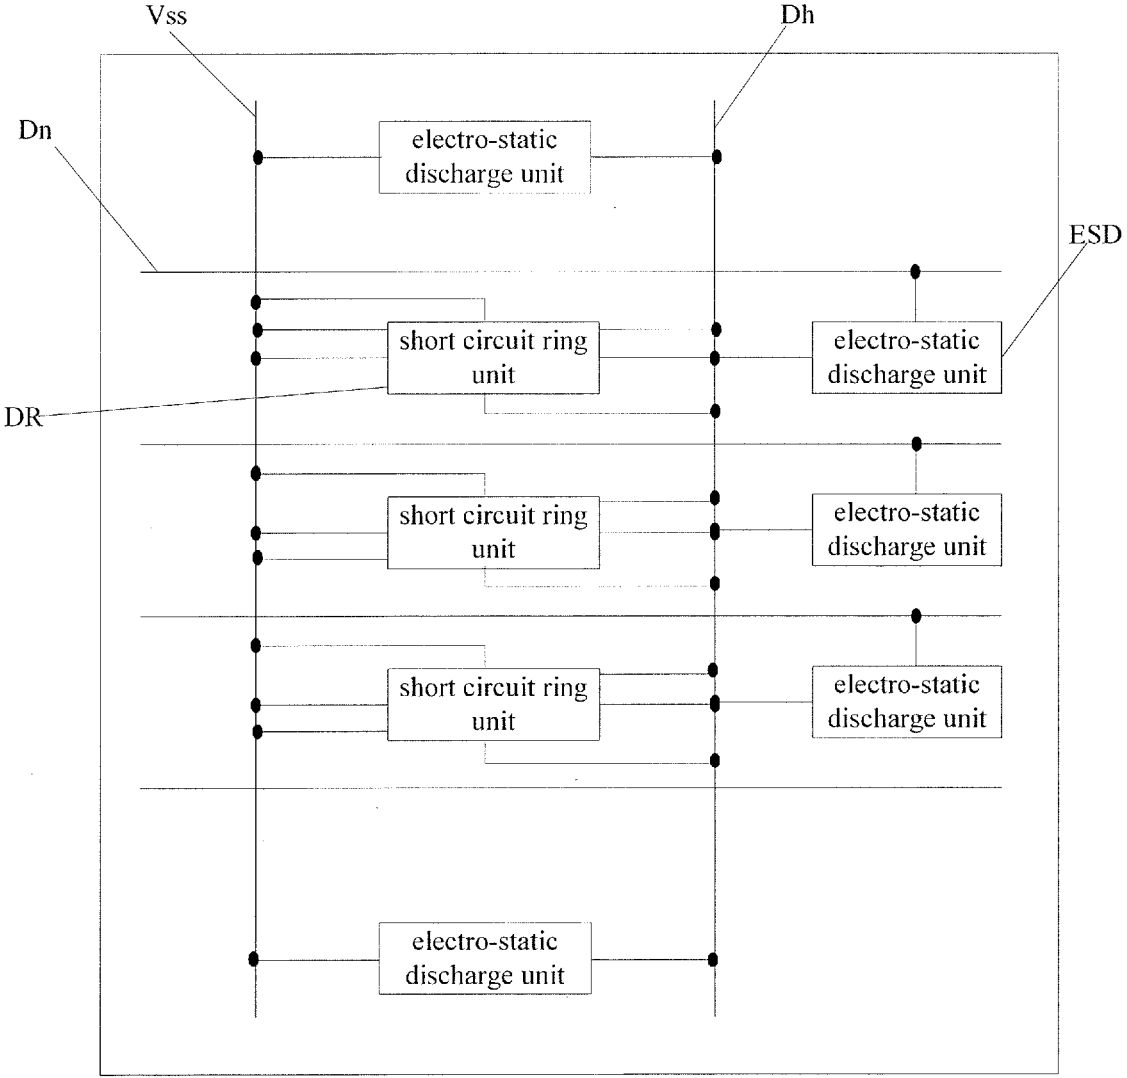 Vss
Dh
Dn
electro-static
discharge unit
ESD
short circuit ring
unit
electro-static
discharge unit
DR
short circuit ring
unit
electro-static
discharge unit
short circuit ring
unit
electro-static
discharge unit
electro-static
discharge unit